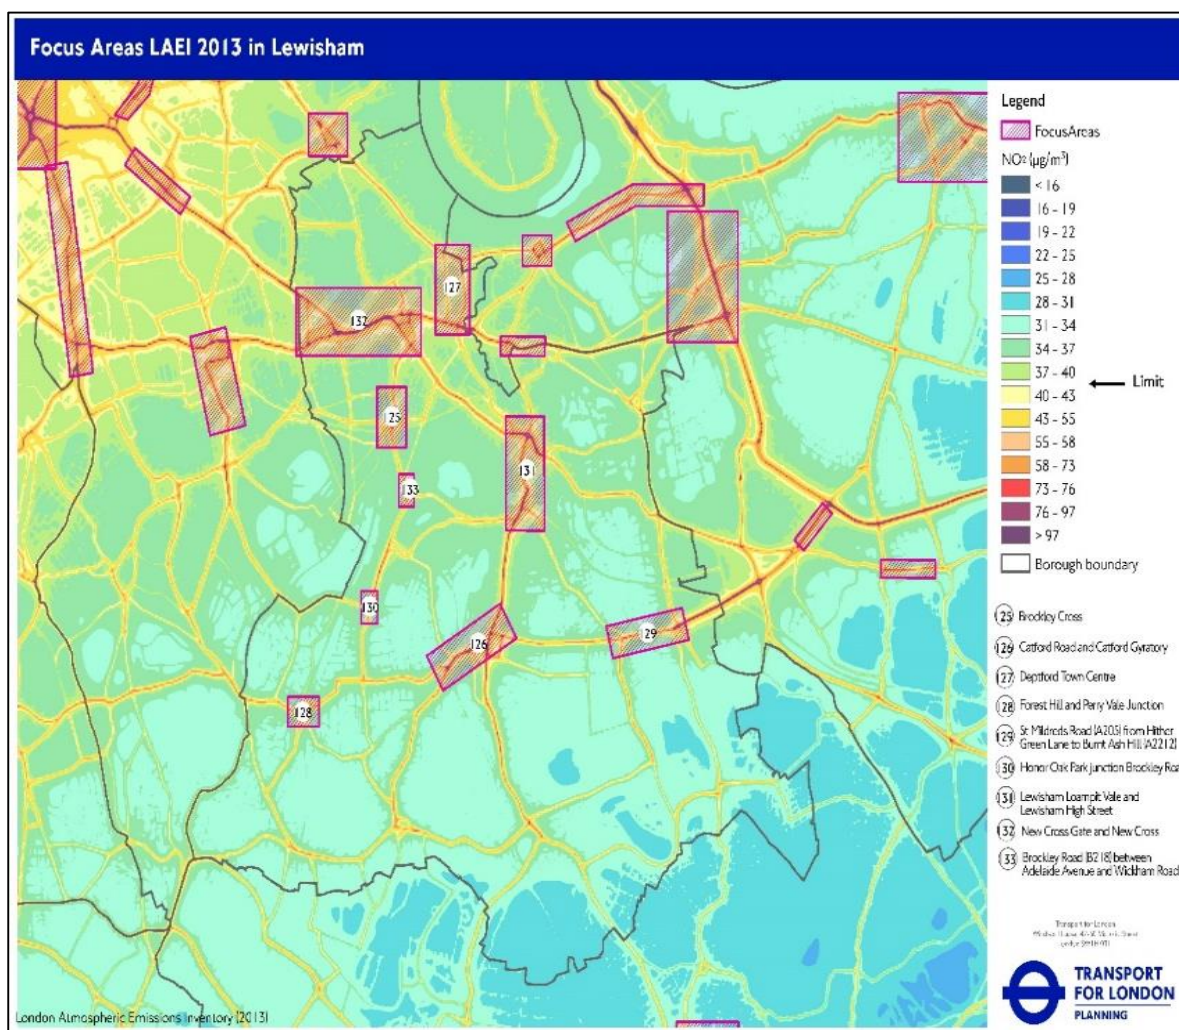 Focus Areas LAEI 2013 in Lewisham
Legend
FocusAreas
NO2 (µg/m³)
< 16
16 - 19
19 - 22
22 - 25
25 - 28
28 - 31
31 - 34
34 - 37
37 - 40
40 - 43
43 - 55
55 - 58
58 - 73
73 - 76
76 - 97
> 97
Limit
Borough boundary
125 Brockley Cross
126 Catford Road and Catford Gyratory
127 Deptford Town Centre
128 Forest Hill and Perry Vale Junction
129 St Mildreds Road (A205) from Hither
Green Lane to Burnt Ash Hill (A2212)
130 Honor Oak Park Junction Brockley Roa
131 Lewisham Loampit Vale and
Lewisham High Street
132 New Cross Gate and New Cross
133 Brockley Road (B218) between
Adelaide Avenue and Wickham Road
127
132
125
131
133
130
126
129
128
Transport for London
London Atmospheric Emissions Inventory (2013)
TRANSPORT
FOR LONDON
PLANNING